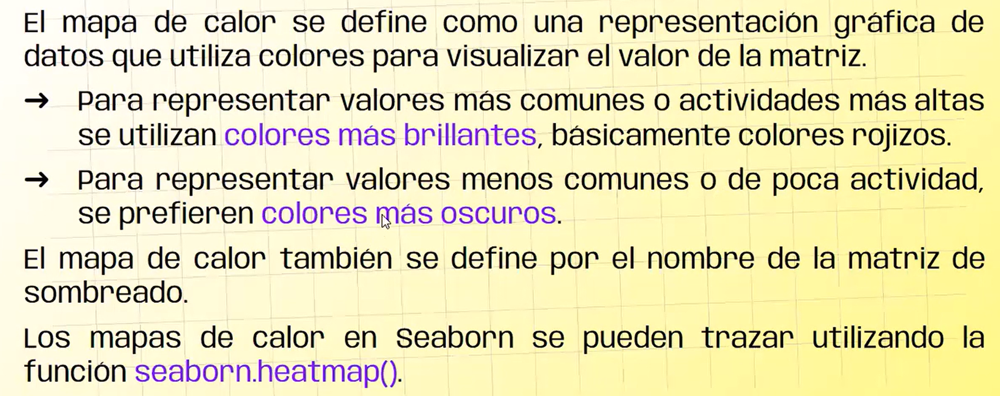 El mapa de calor se define como una representación gráfica de
datos que utiliza colores para visualizar el valor de la matriz.
→ Para representar valores más comunes o actividades más altas
se utilizan colores más brillantes, básicamente colores rojizos.
→ Para representar valores menos comunes o de poca actividad,
se prefieren colores más oscuros.
El mapa de calor también se define por el nombre de la matriz de
sombreado.
Los mapas de calor en Seaborn se pueden trazar utilizando la
función seaborn.heatmap().